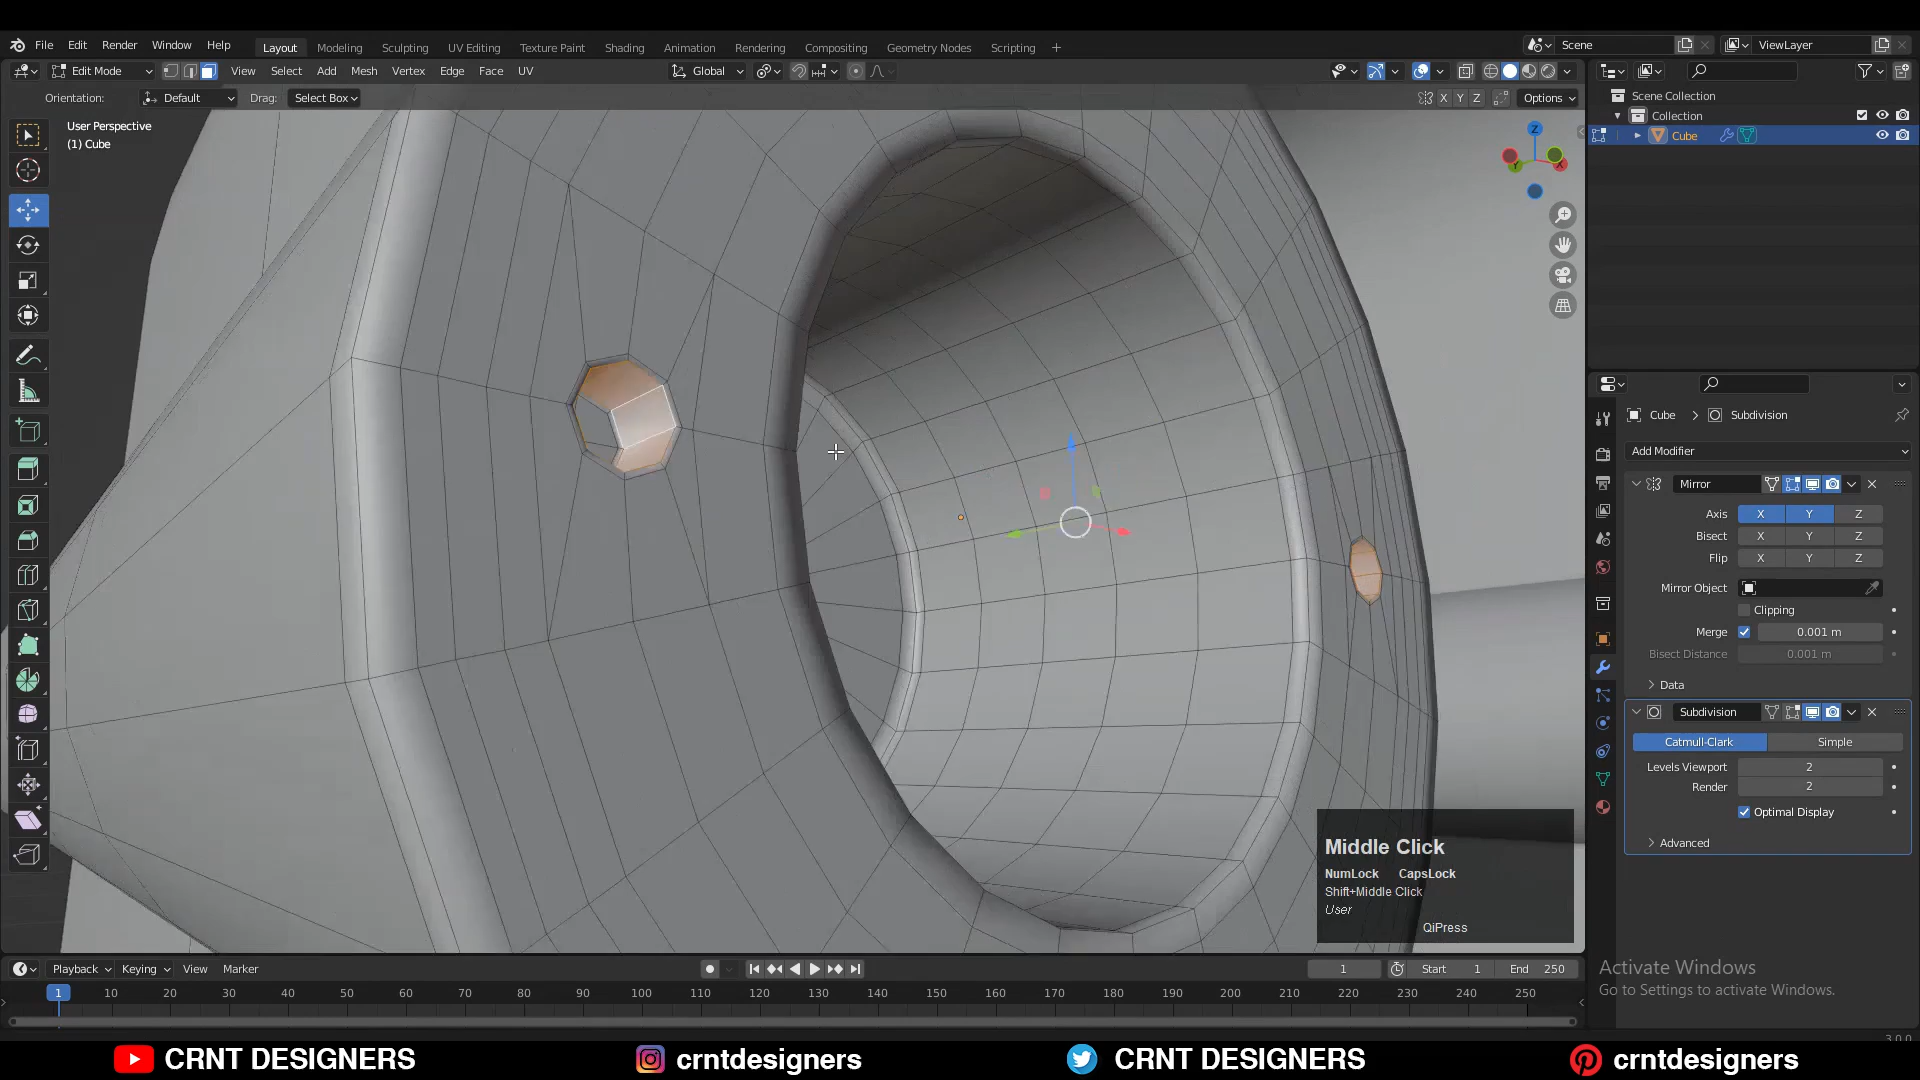 File Edit Render Window Help Layout Modeling Sculpting UV Editing Texture Paint Shading Animation Rendering Compositing Geometry Nodes Scripting + Scene ViewLayer
Edit Mode View Select Add Mesh Vertex Edge Face UV Global
Orientation: Default Drag: Select Box X Y Z Options
User Perspective
(1) Cube
Z
Y X
Scene Collection
Collection
Cube
Cube > Subdivision
Add Modifier
Mirror
Axis X Y Z
Bisect X Y Z
Flip X Y Z
Mirror Object
Clipping
Merge 0.001 m
Bisect Distance 0.001 m
Data
Subdivision
Catmull-Clark Simple
Levels Viewport 2
Render 2
Optimal Display
Advanced
Middle Click
NumLock CapsLock
Shift+Middle Click
User
QiPress
Playback Keying View Marker 1 Start 1 End 250
1 10 20 30 40 50 60 70 80 90 100 110 120 130 140 150 160 170 180 190 200 210 220 230 240 250
Activate Windows
Go to Settings to activate Windows.
3.0.0
CRNT DESIGNERS crntdesigners CRNT DESIGNERS crntdesigners